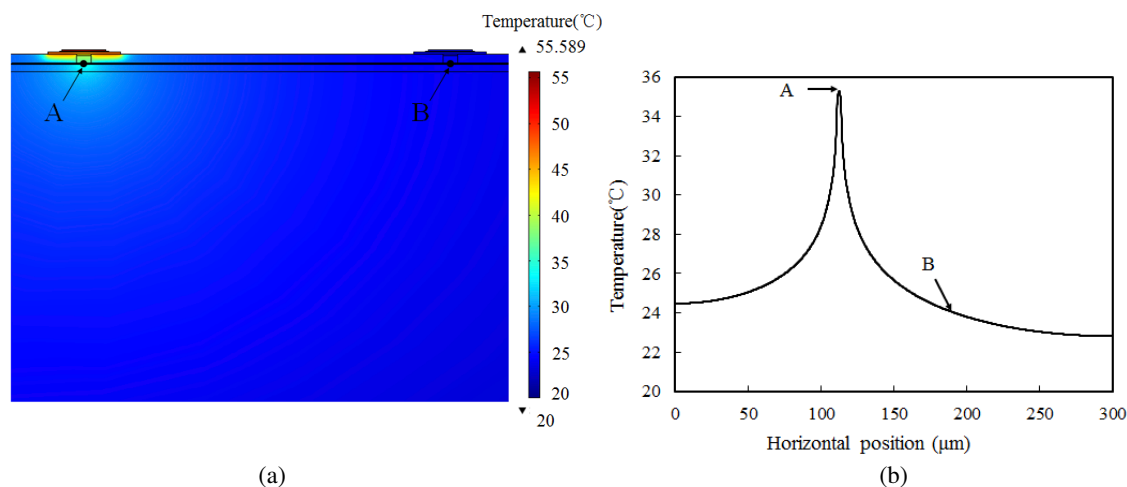 Temperature(℃)
▲ 55.589
55
50
45
40
35
30
25
20
▼ 20
A
B
(a)
Temperature(℃)
36
34
32
30
28
26
24
22
20
A
B
0 50 100 150 200 250 300
Horizontal position (μm)
(b)